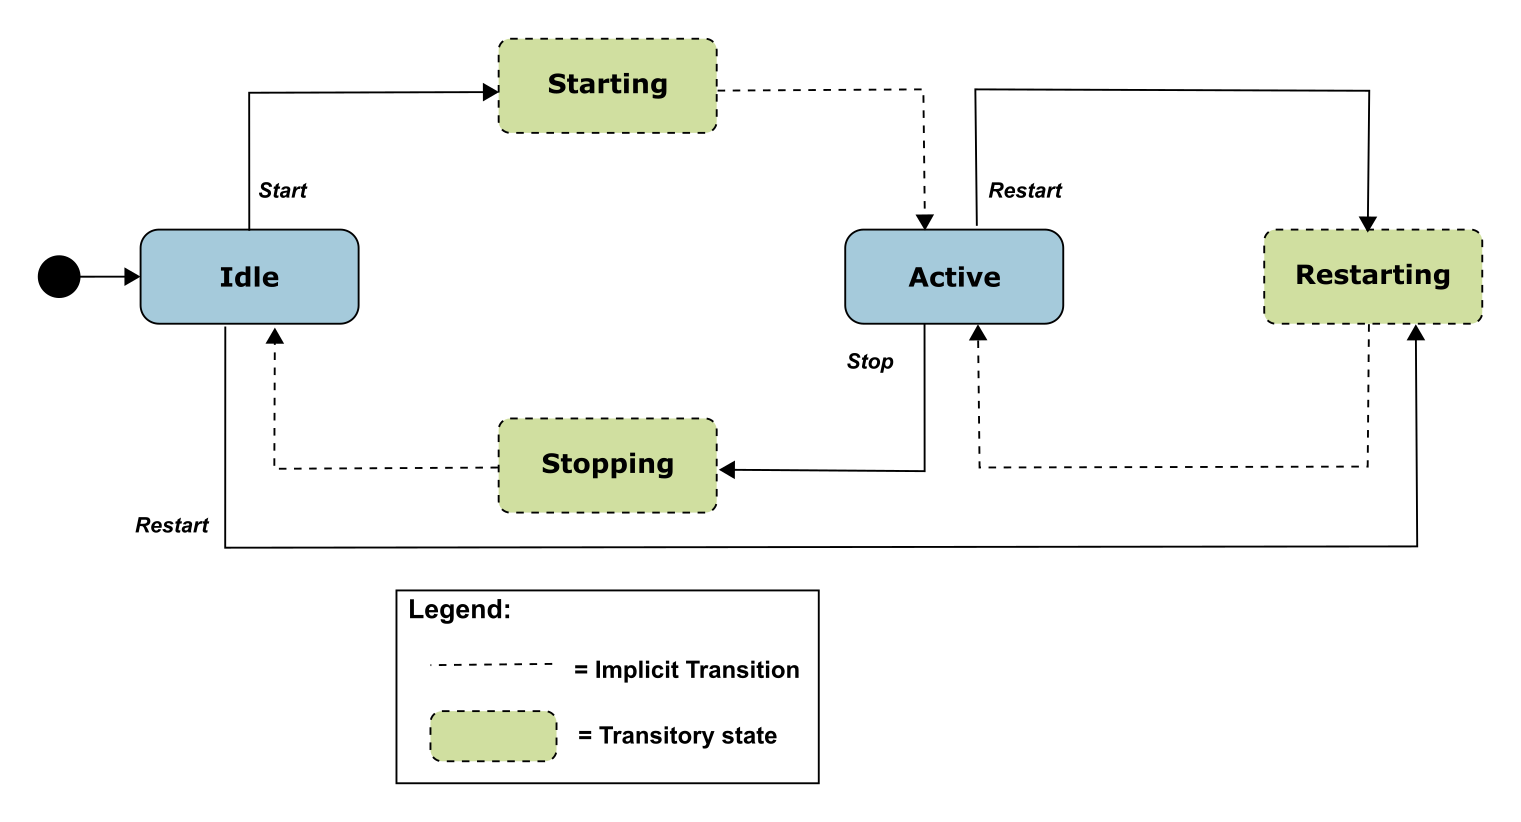 Starting
Start
Restart
Idle
Active
Restarting
Stop
Stopping
Restart
Legend:
= Implicit Transition
= Transitory state